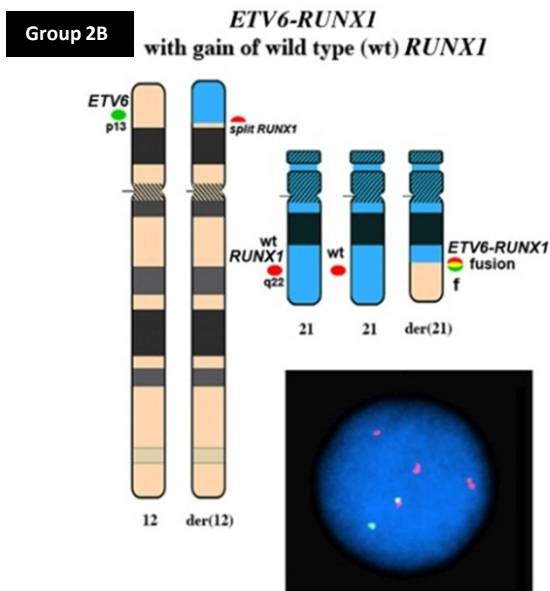 Group 2B
ETV6-RUNX1
with gain of wild type (wt) RUNX1
ETV6
p13
split RUNX1
wt
RUNX1
q22
wt
ETV6-RUNX1
fusion
f
21
21
der(21)
12
der(12)